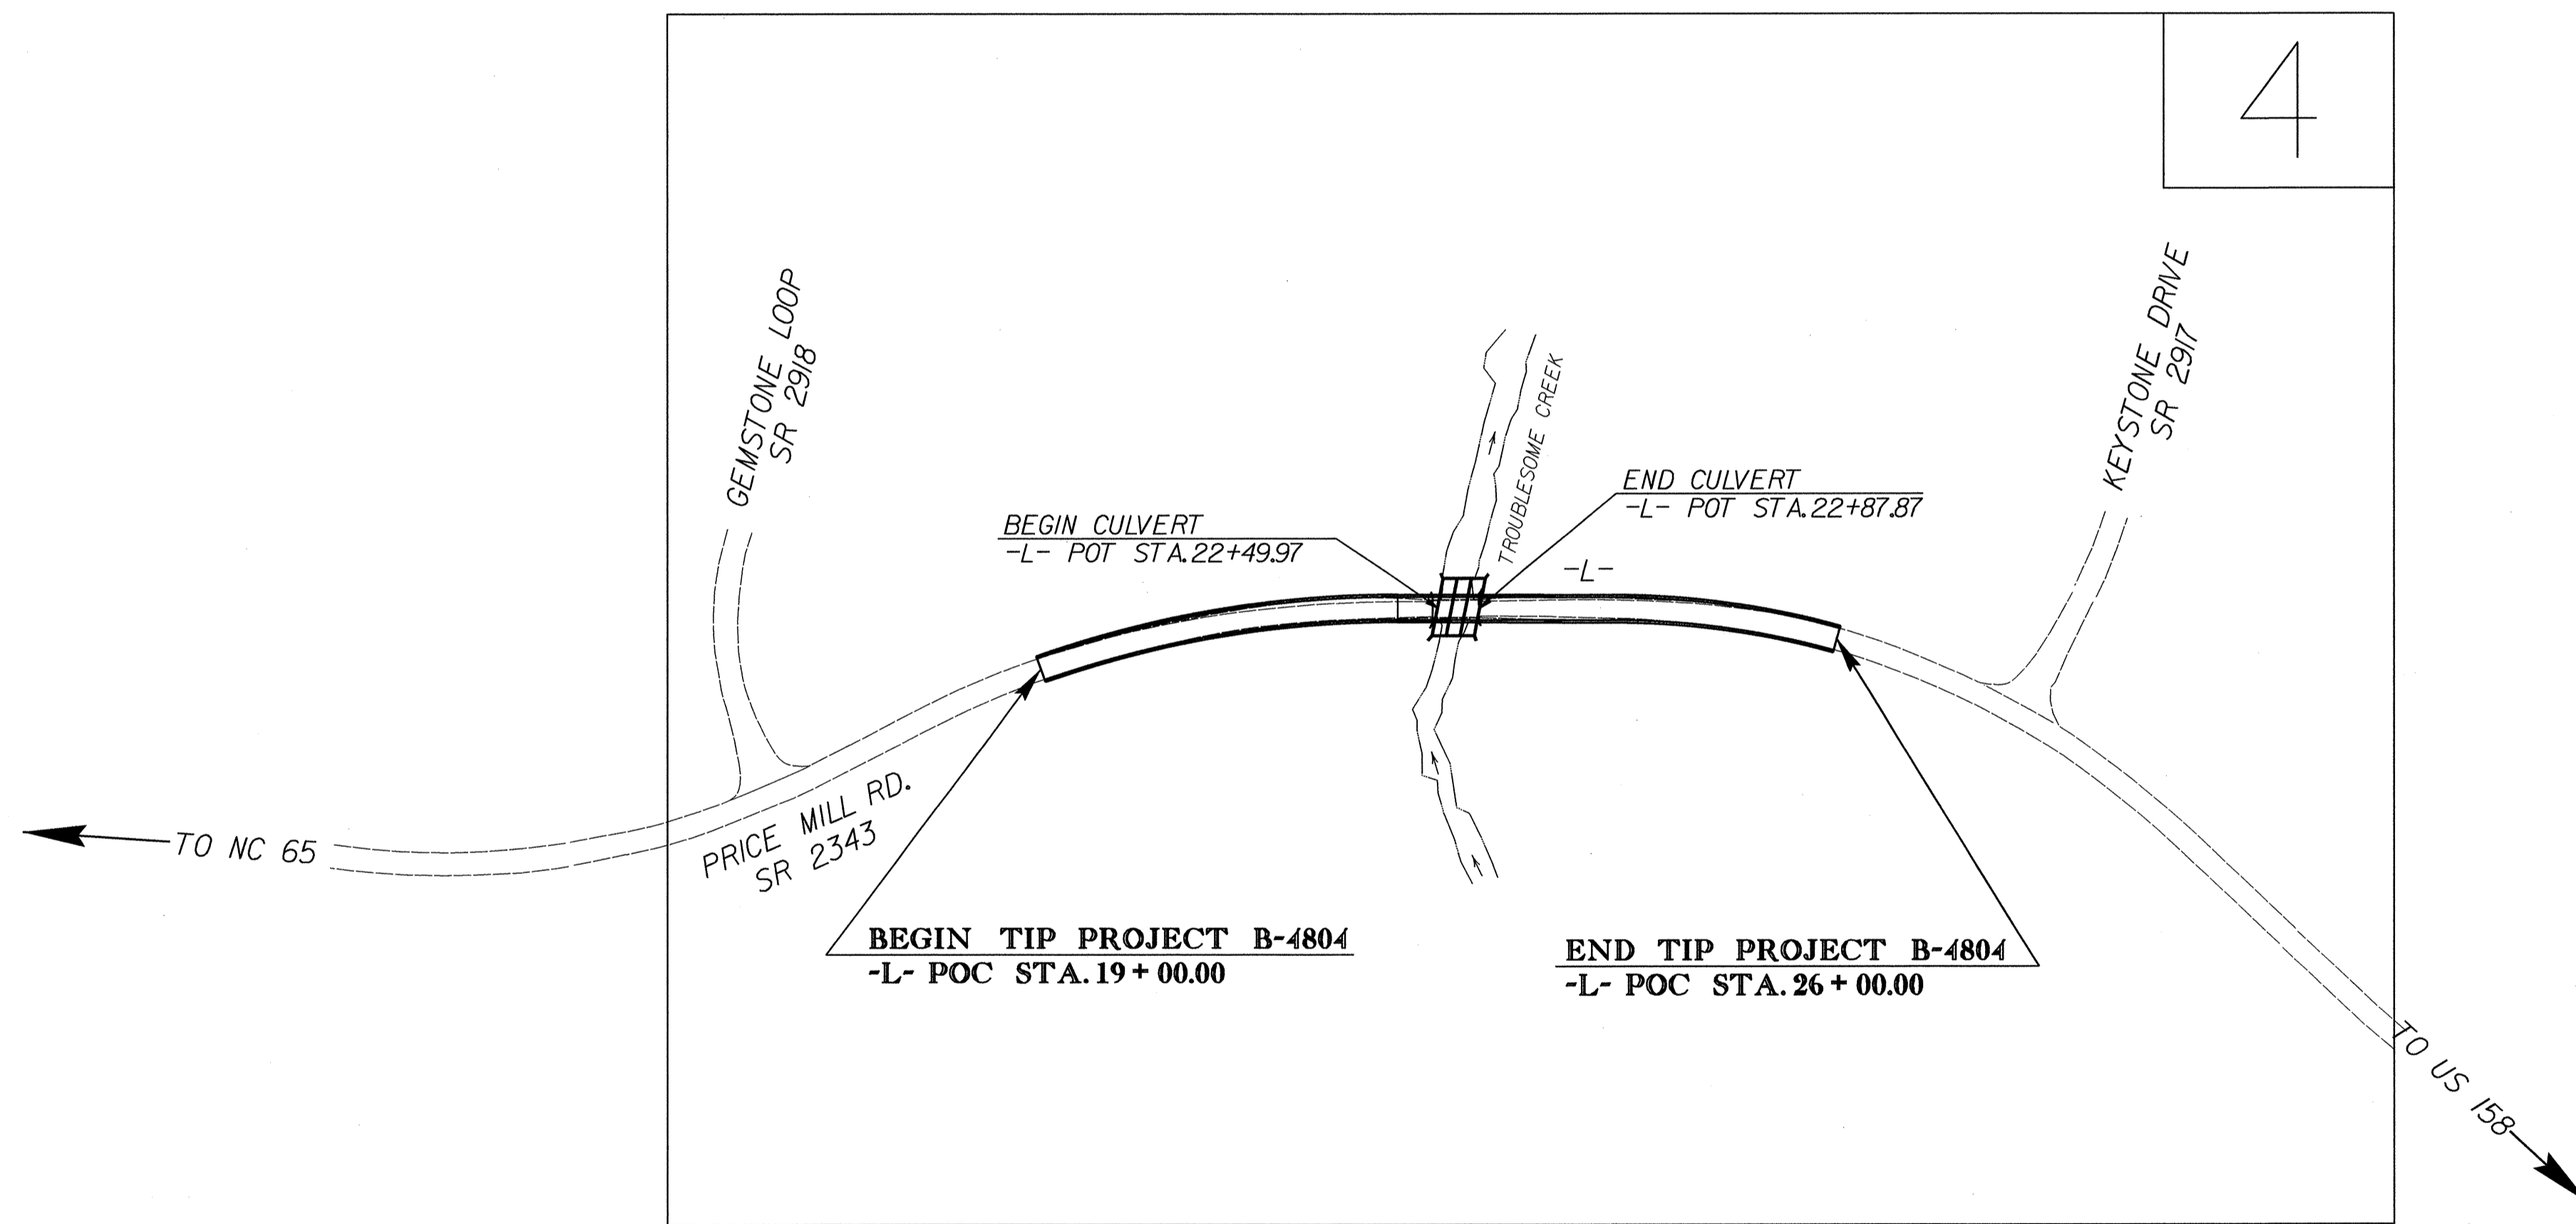 4
GEMSTONE LOOP
SR 2918
KEYSTONE DRIVE
SR 2917
TROUBLESOME CREEK
BEGIN CULVERT
-L- POT STA. 22+49.97
END CULVERT
-L- POT STA. 22+87.87
-L-
TO NC 65
PRICE MILL RD.
SR 2343
BEGIN TIP PROJECT B-4804
-L- POC STA. 19 + 00.00
END TIP PROJECT B-4804
-L- POC STA. 26 + 00.00
TO US 158